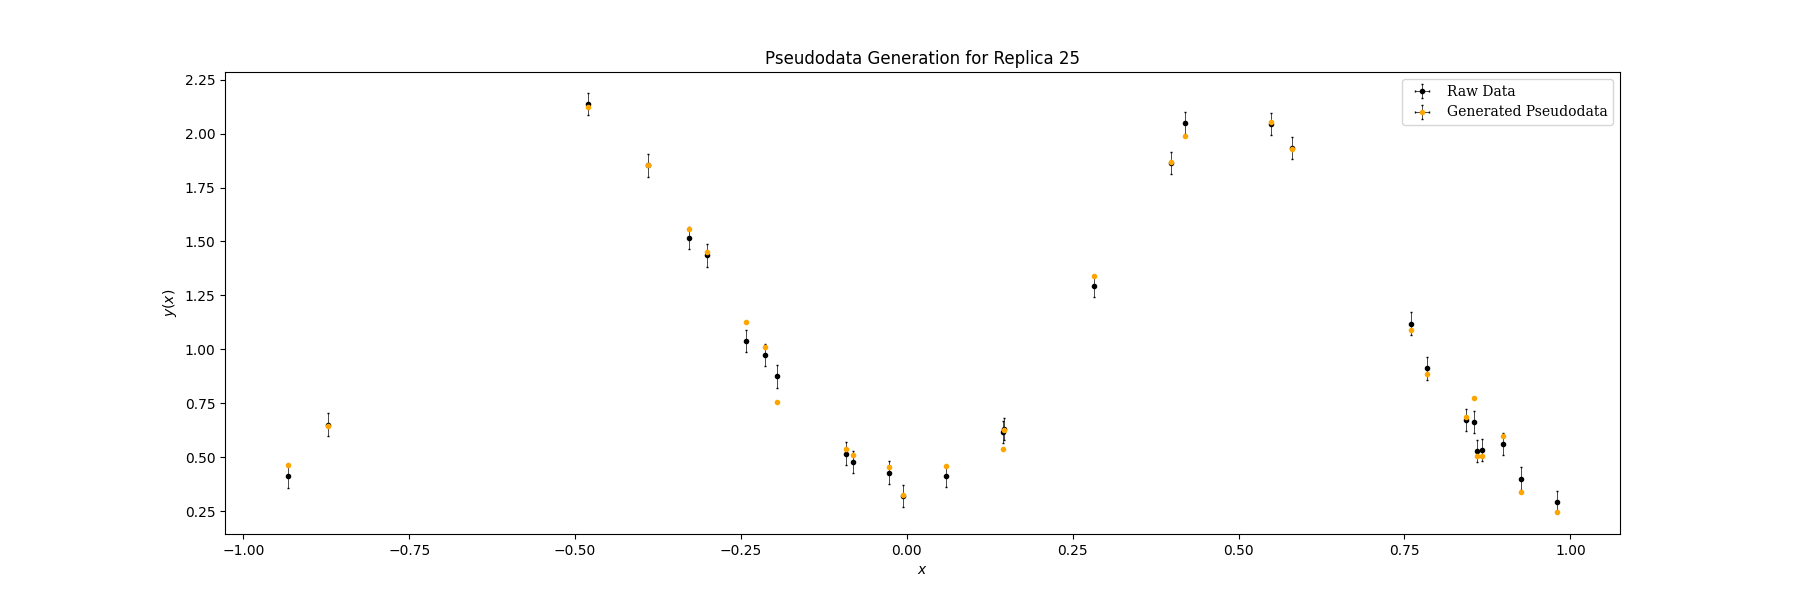 Pseudodata Generation for Replica 25
2.25
2.00
1.75
1.50
1.25
1.00
0.75
0.50
0.25
y(x)
Raw Data
Generated Pseudodata
−1.00 −0.75 −0.50 −0.25 0.00 0.25 0.50 0.75 1.00
x